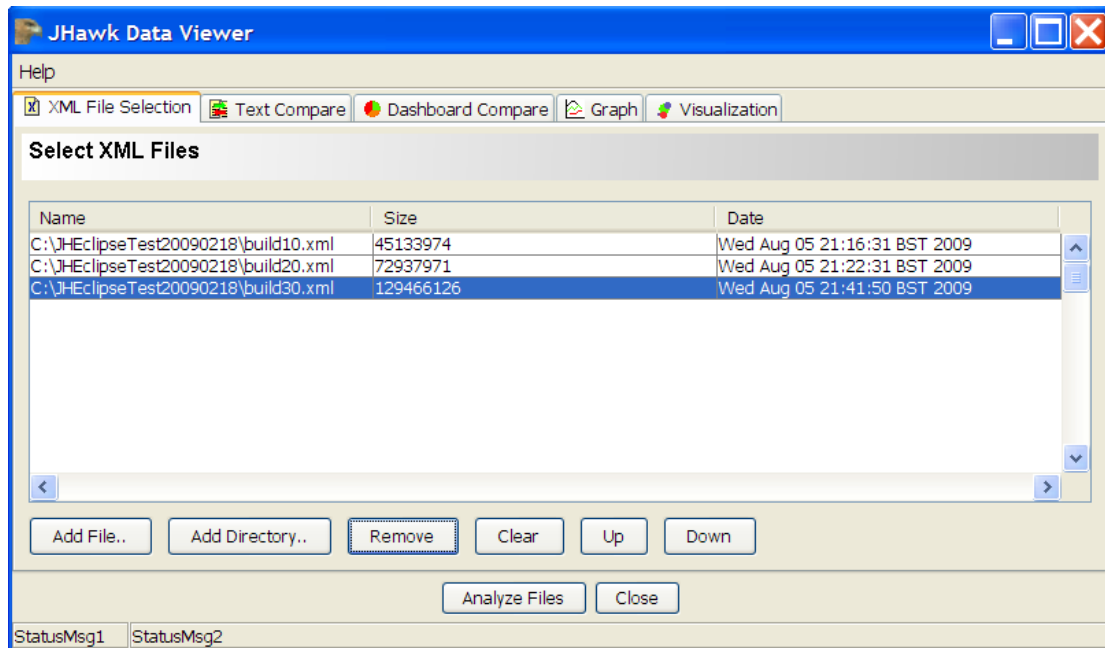 JHawk Data Viewer
Help
XML File Selection Text Compare Dashboard Compare Graph Visualization
Select XML Files
Name Size Date
C:\JHEclipseTest20090218\build10.xml 45133974 Wed Aug 05 21:16:31 BST 2009
C:\JHEclipseTest20090218\build20.xml 72937971 Wed Aug 05 21:22:31 BST 2009
C:\JHEclipseTest20090218\build30.xml 129466126 Wed Aug 05 21:41:50 BST 2009
Add File.. Add Directory.. Remove Clear Up Down
Analyze Files Close
StatusMsg1 StatusMsg2